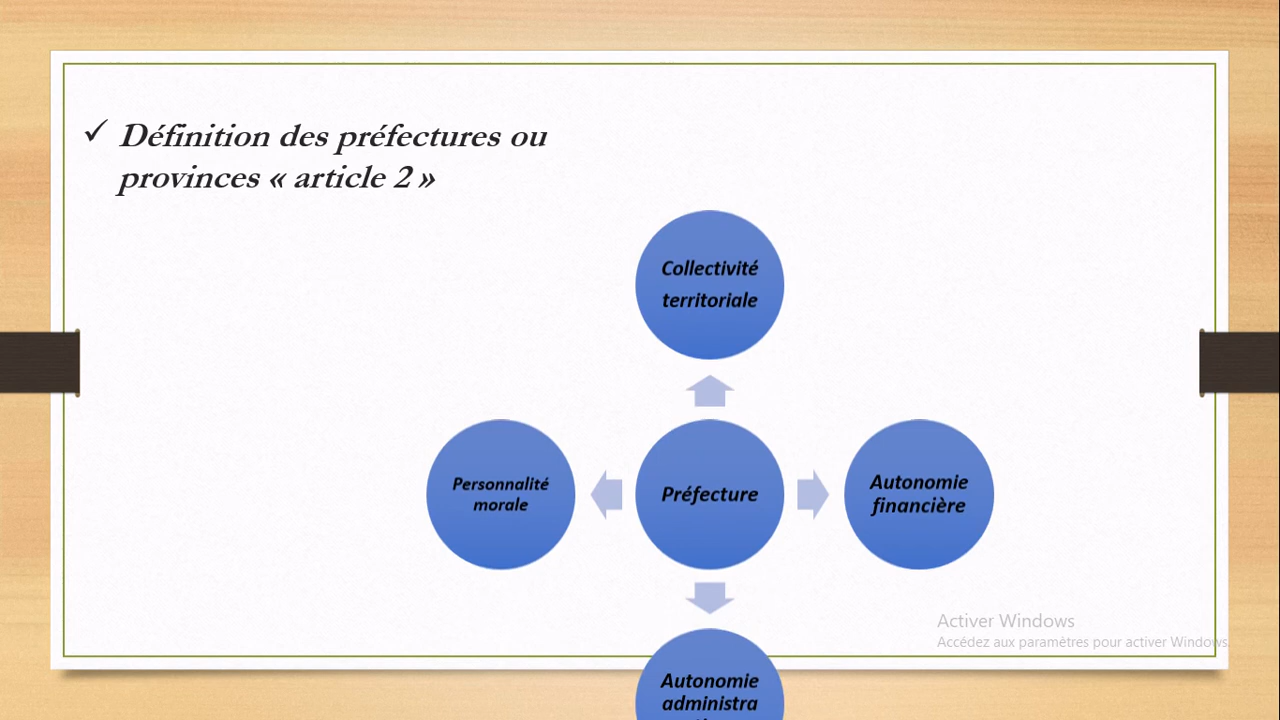 ✓ Définition des préfectures ou
provinces « article 2 »
Collectivité
territoriale
Personnalité
morale
Préfecture
Autonomie
financière
Autonomie
administra
Activer Windows
Accédez aux paramètres pour activer Windows.